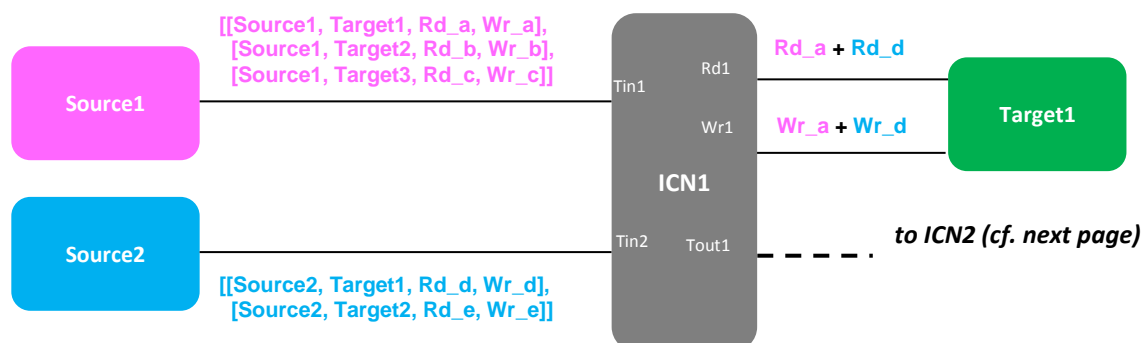 [[Source1, Target1, Rd_a, Wr_a],
[Source1, Target2, Rd_b, Wr_b],
[Source1, Target3, Rd_c, Wr_c]]
Source1
Tin1
Rd1
Wr1
ICN1
Rd_a + Rd_d
Wr_a + Wr_d
Target1
Source2
Tin2
Tout1
to ICN2 (cf. next page)
[[Source2, Target1, Rd_d, Wr_d],
[Source2, Target2, Rd_e, Wr_e]]